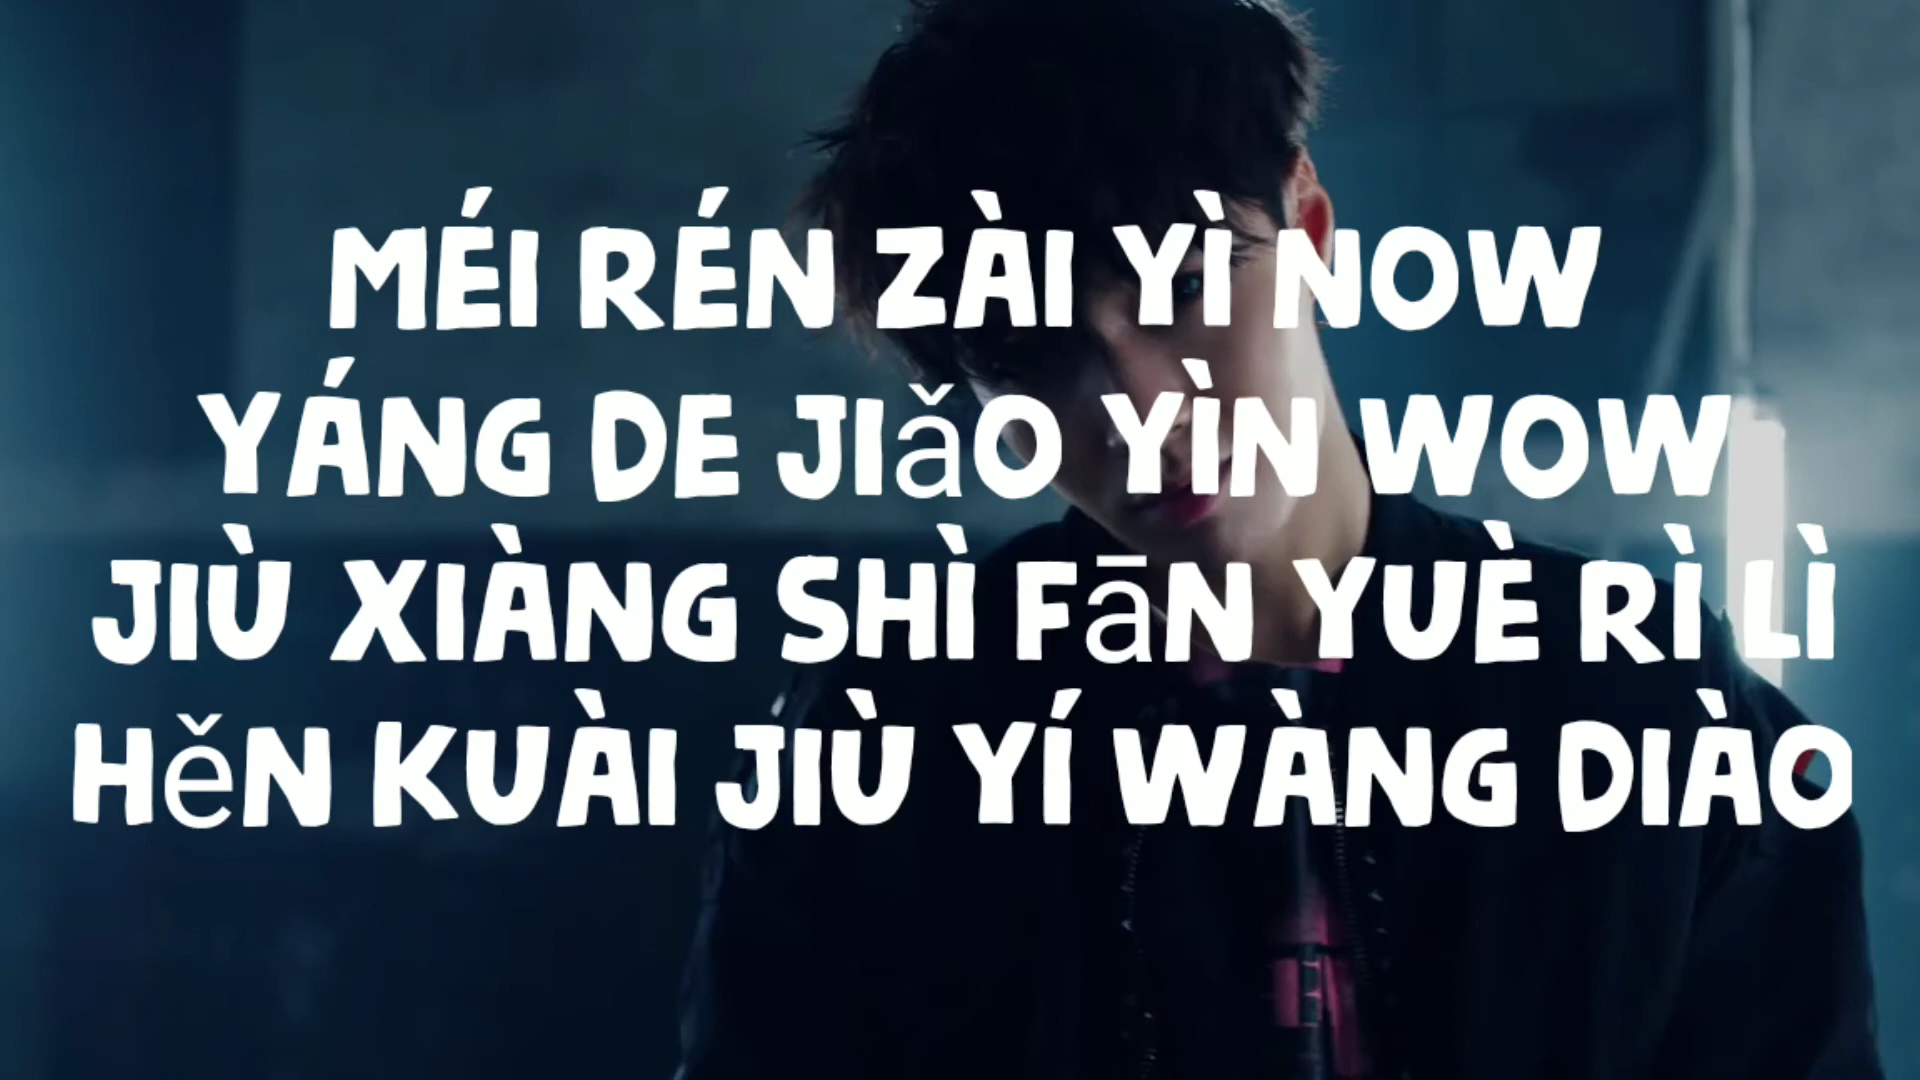 MÉI RÉN ZÀI YÌ NOW
YÁNG DE JIǎO YÌN WOW
JIÙ XIÀNG SHÌ FāN YUÈ RÌ LÌ
HěN KUÀI JIÙ YÍ WÀNG DIÀO